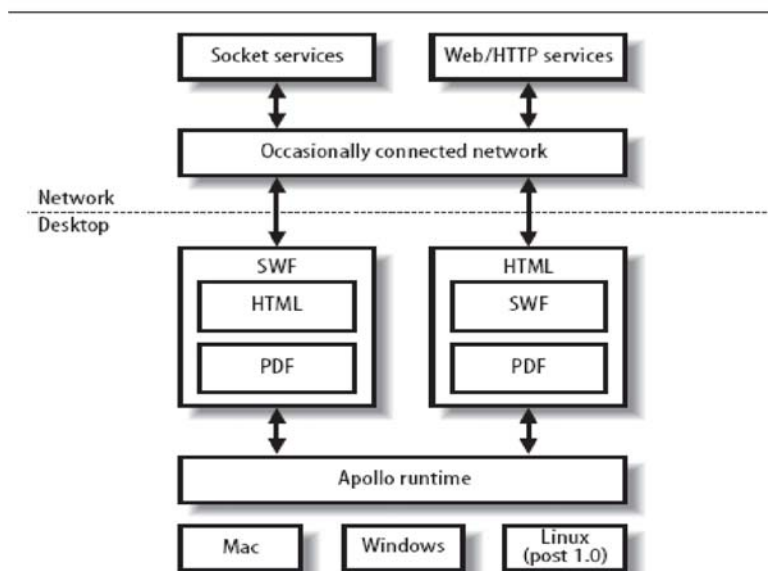 Socket services
Web/HTTP services
Occasionally connected network
Network
Desktop
SWF
HTML
PDF
HTML
SWF
PDF
Apollo runtime
Mac
Windows
Linux
(post 1.0)